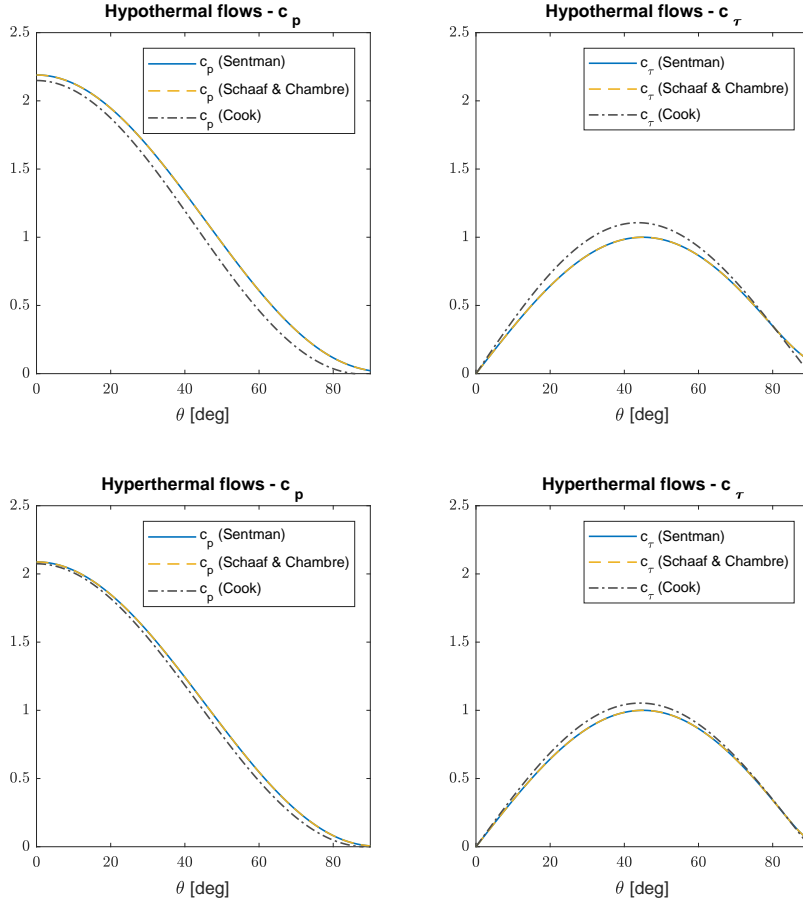 Hypothermal flows - c p
2.5
2
1.5
1
0.5
0
c p (Sentman)
c p (Schaaf & Chambre)
c p (Cook)
0 20 40 60 80
θ [deg]
Hypothermal flows - c τ
2.5
2
1.5
1
0.5
0
c τ (Sentman)
c τ (Schaaf & Chambre)
c τ (Cook)
0 20 40 60 80
θ [deg]
Hyperthermal flows - c p
2.5
2
1.5
1
0.5
0
c p (Sentman)
c p (Schaaf & Chambre)
c p (Cook)
0 20 40 60 80
θ [deg]
Hyperthermal flows - c τ
2.5
2
1.5
1
0.5
0
c τ (Sentman)
c τ (Schaaf & Chambre)
c τ (Cook)
0 20 40 60 80
θ [deg]